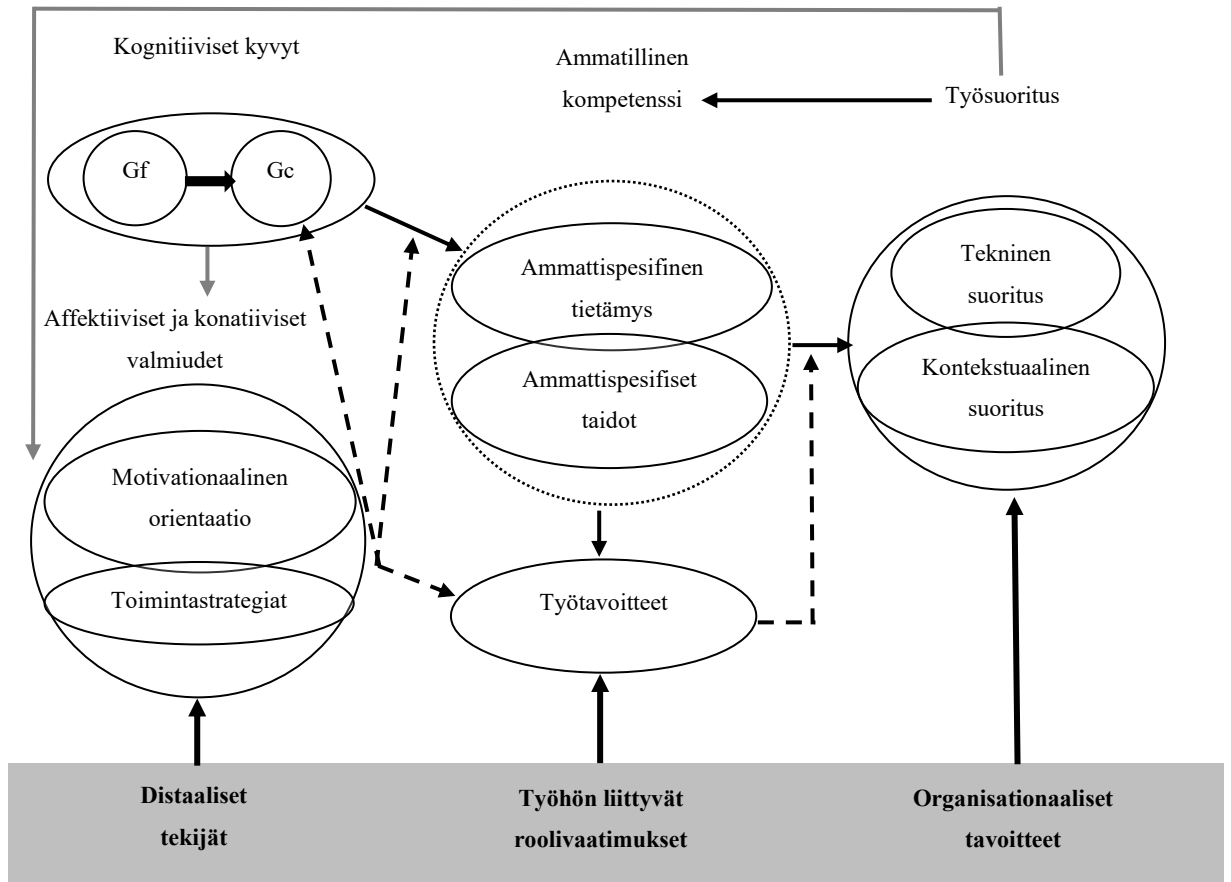 Kognitiiviset kyvyt
Ammatillinen
kompetenssi
Työsuoritus
Gf
Gc
Affektiiviset ja konatiiviset
valmiudet
Ammattispesifinen
tietämys
Ammattispesifiset
taidot
Tekninen
suoritus
Kontekstuaalinen
suoritus
Motivationaalinen
orientaatio
Toimintastrategiat
Työtavoitteet
Distaaliset
tekijät
Työhön liittyvät
roolivaatimukset
Organisationaaliset
tavoitteet